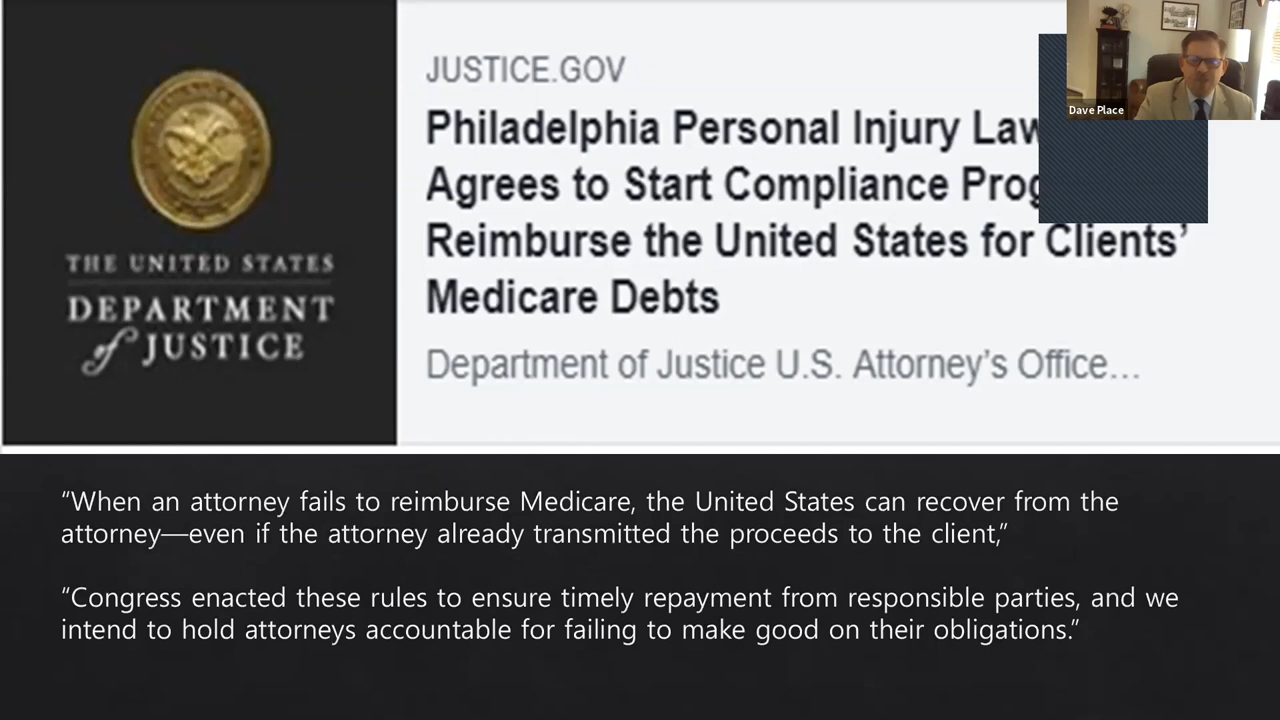 THE UNITED STATES
DEPARTMENT
of JUSTICE
JUSTICE.GOV
Philadelphia Personal Injury
Agrees to Start Compliance
Reimburse the United States for Clients’
Medicare Debts
Department of Justice U.S. Attorney’s Office...
Dave Place
“When an attorney fails to reimburse Medicare, the United States can recover from the
attorney—even if the attorney already transmitted the proceeds to the client,”
“Congress enacted these rules to ensure timely repayment from responsible parties, and we
intend to hold attorneys accountable for failing to make good on their obligations.”